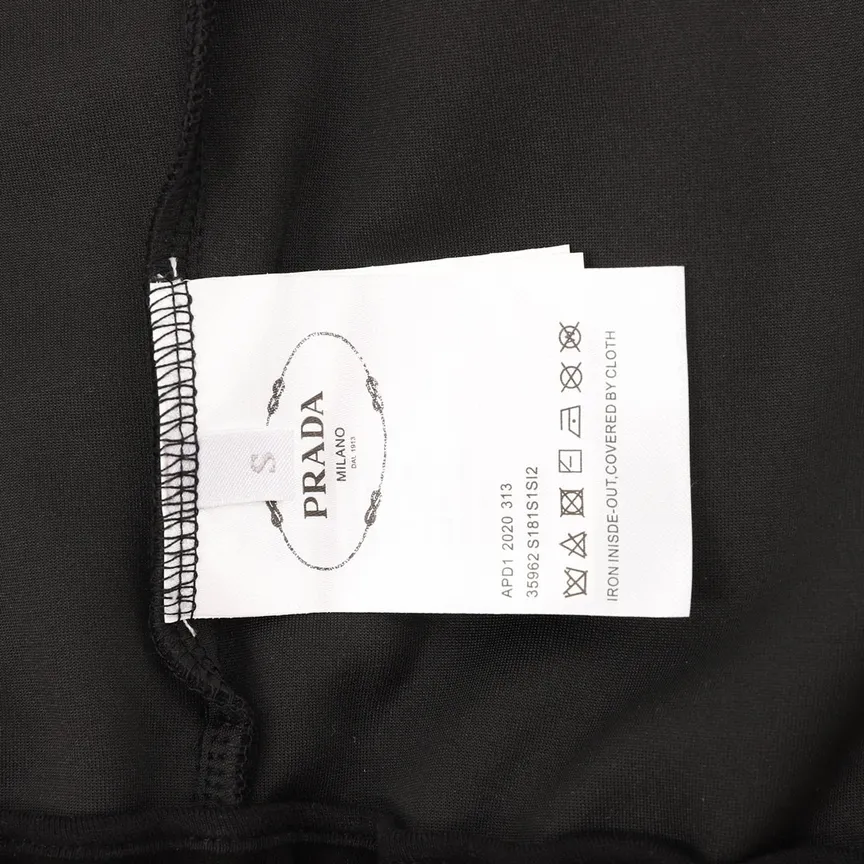 S
PRADA
MILANO
DAL 1913
APD1 2020 313
35962 S181S1SI2
IRON INISDE-OUT,COVERED BY CLOTH